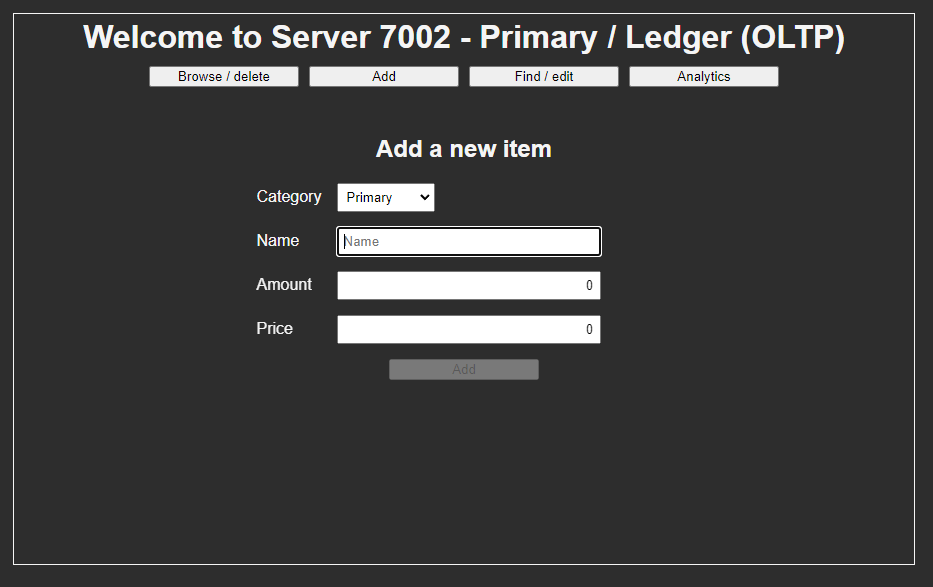 Welcome to Server 7002 - Primary / Ledger (OLTP)
Browse / delete Add Find / edit Analytics
Add a new item
Category Primary
Name Name
Amount 0
Price 0
Add